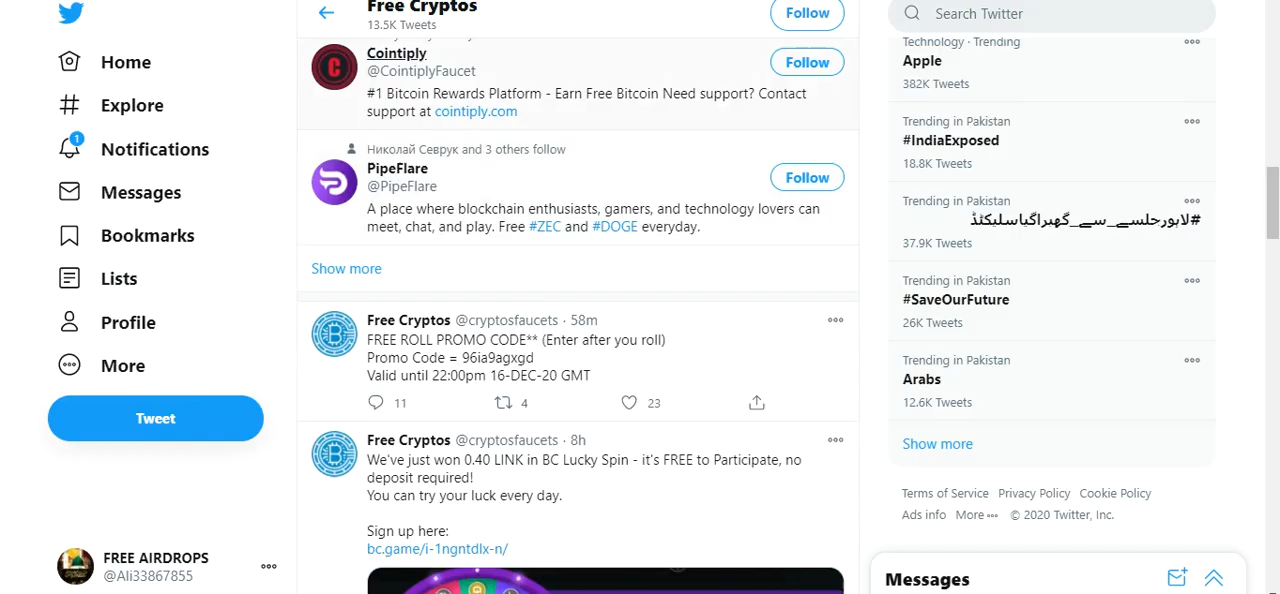 Home
Explore
1
Notifications
Messages
Bookmarks
Lists
Profile
More
Tweet
FREE AIRDROPS
@Ali33867855
Free Cryptos
13.5K Tweets
Follow
Cointiply
@CointiplyFaucet
Follow
#1 Bitcoin Rewards Platform - Earn Free Bitcoin Need support? Contact
support at cointiply.com
Николай Севрук and 3 others follow
PipeFlare
@PipeFlare
Follow
A place where blockchain enthusiasts, gamers, and technology lovers can
meet, chat, and play. Free #ZEC and #DOGE everyday.
Show more
Free Cryptos @cryptosfaucets · 58m
FREE ROLL PROMO CODE** (Enter after you roll)
Promo Code = 96ia9agxgd
Valid until 22:00pm 16-DEC-20 GMT
11 4 23
Free Cryptos @cryptosfaucets · 8h
We've just won 0.40 LINK in BC Lucky Spin - it's FREE to Participate, no
deposit required!
You can try your luck every day.
Sign up here:
bc.game/i-1ngntdlx-n/
Search Twitter
Technology · Trending
Apple
382K Tweets
Trending in Pakistan
#IndiaExposed
18.8K Tweets
Trending in Pakistan
#لاہورجلسے_سے_گھبراگیاسلیکٹڈ
37.9K Tweets
Trending in Pakistan
#SaveOurFuture
26K Tweets
Trending in Pakistan
Arabs
12.6K Tweets
Show more
Terms of Service Privacy Policy Cookie Policy
Ads info More © 2020 Twitter, Inc.
Messages